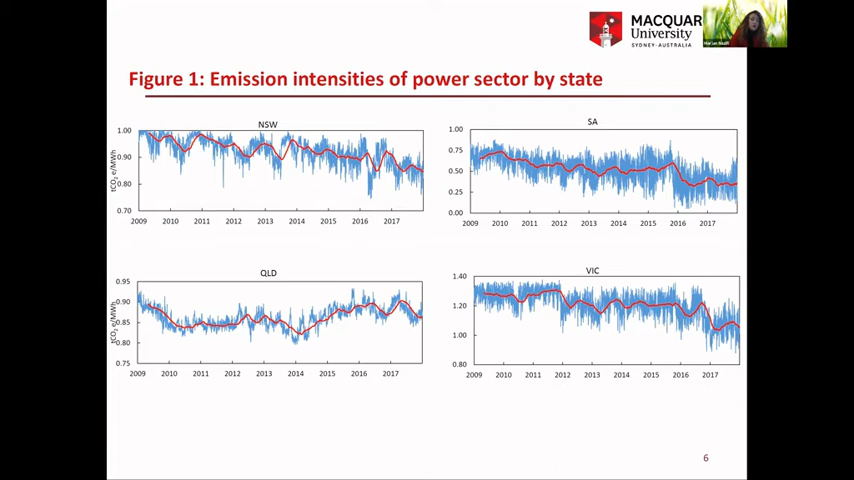 MACQUAR
University
SYDNEY·AUSTRALIA
Figure 1: Emission intensities of power sector by state
NSW
tCO2 e/MWh
1.00
0.90
0.80
0.70
2009 2010 2011 2012 2013 2014 2015 2016 2017
SA
1.00
0.75
0.50
0.25
0.00
2009 2010 2011 2012 2013 2014 2015 2016 2017
QLD
tCO2 e/MWh
0.95
0.90
0.85
0.80
0.75
2009 2010 2011 2012 2013 2014 2015 2016 2017
VIC
1.40
1.20
1.00
0.80
2009 2010 2011 2012 2013 2014 2015 2016 2017
6